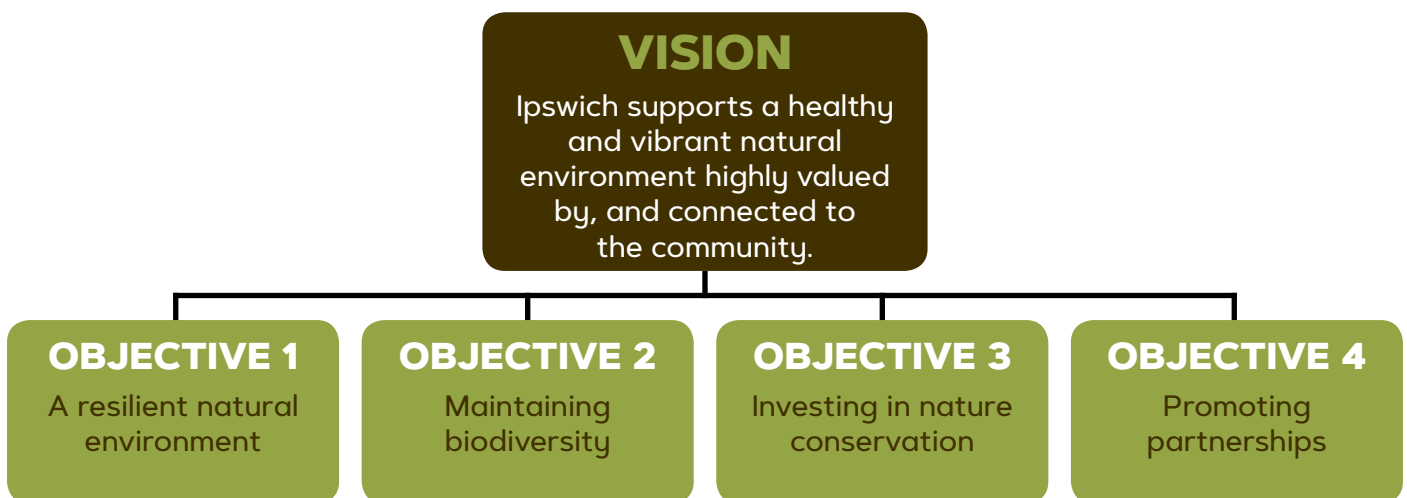 VISION
Ipswich supports a healthy
and vibrant natural
environment highly valued
by, and connected to
the community.
OBJECTIVE 1
A resilient natural
environment
OBJECTIVE 2
Maintaining
biodiversity
OBJECTIVE 3
Investing in nature
conservation
OBJECTIVE 4
Promoting
partnerships